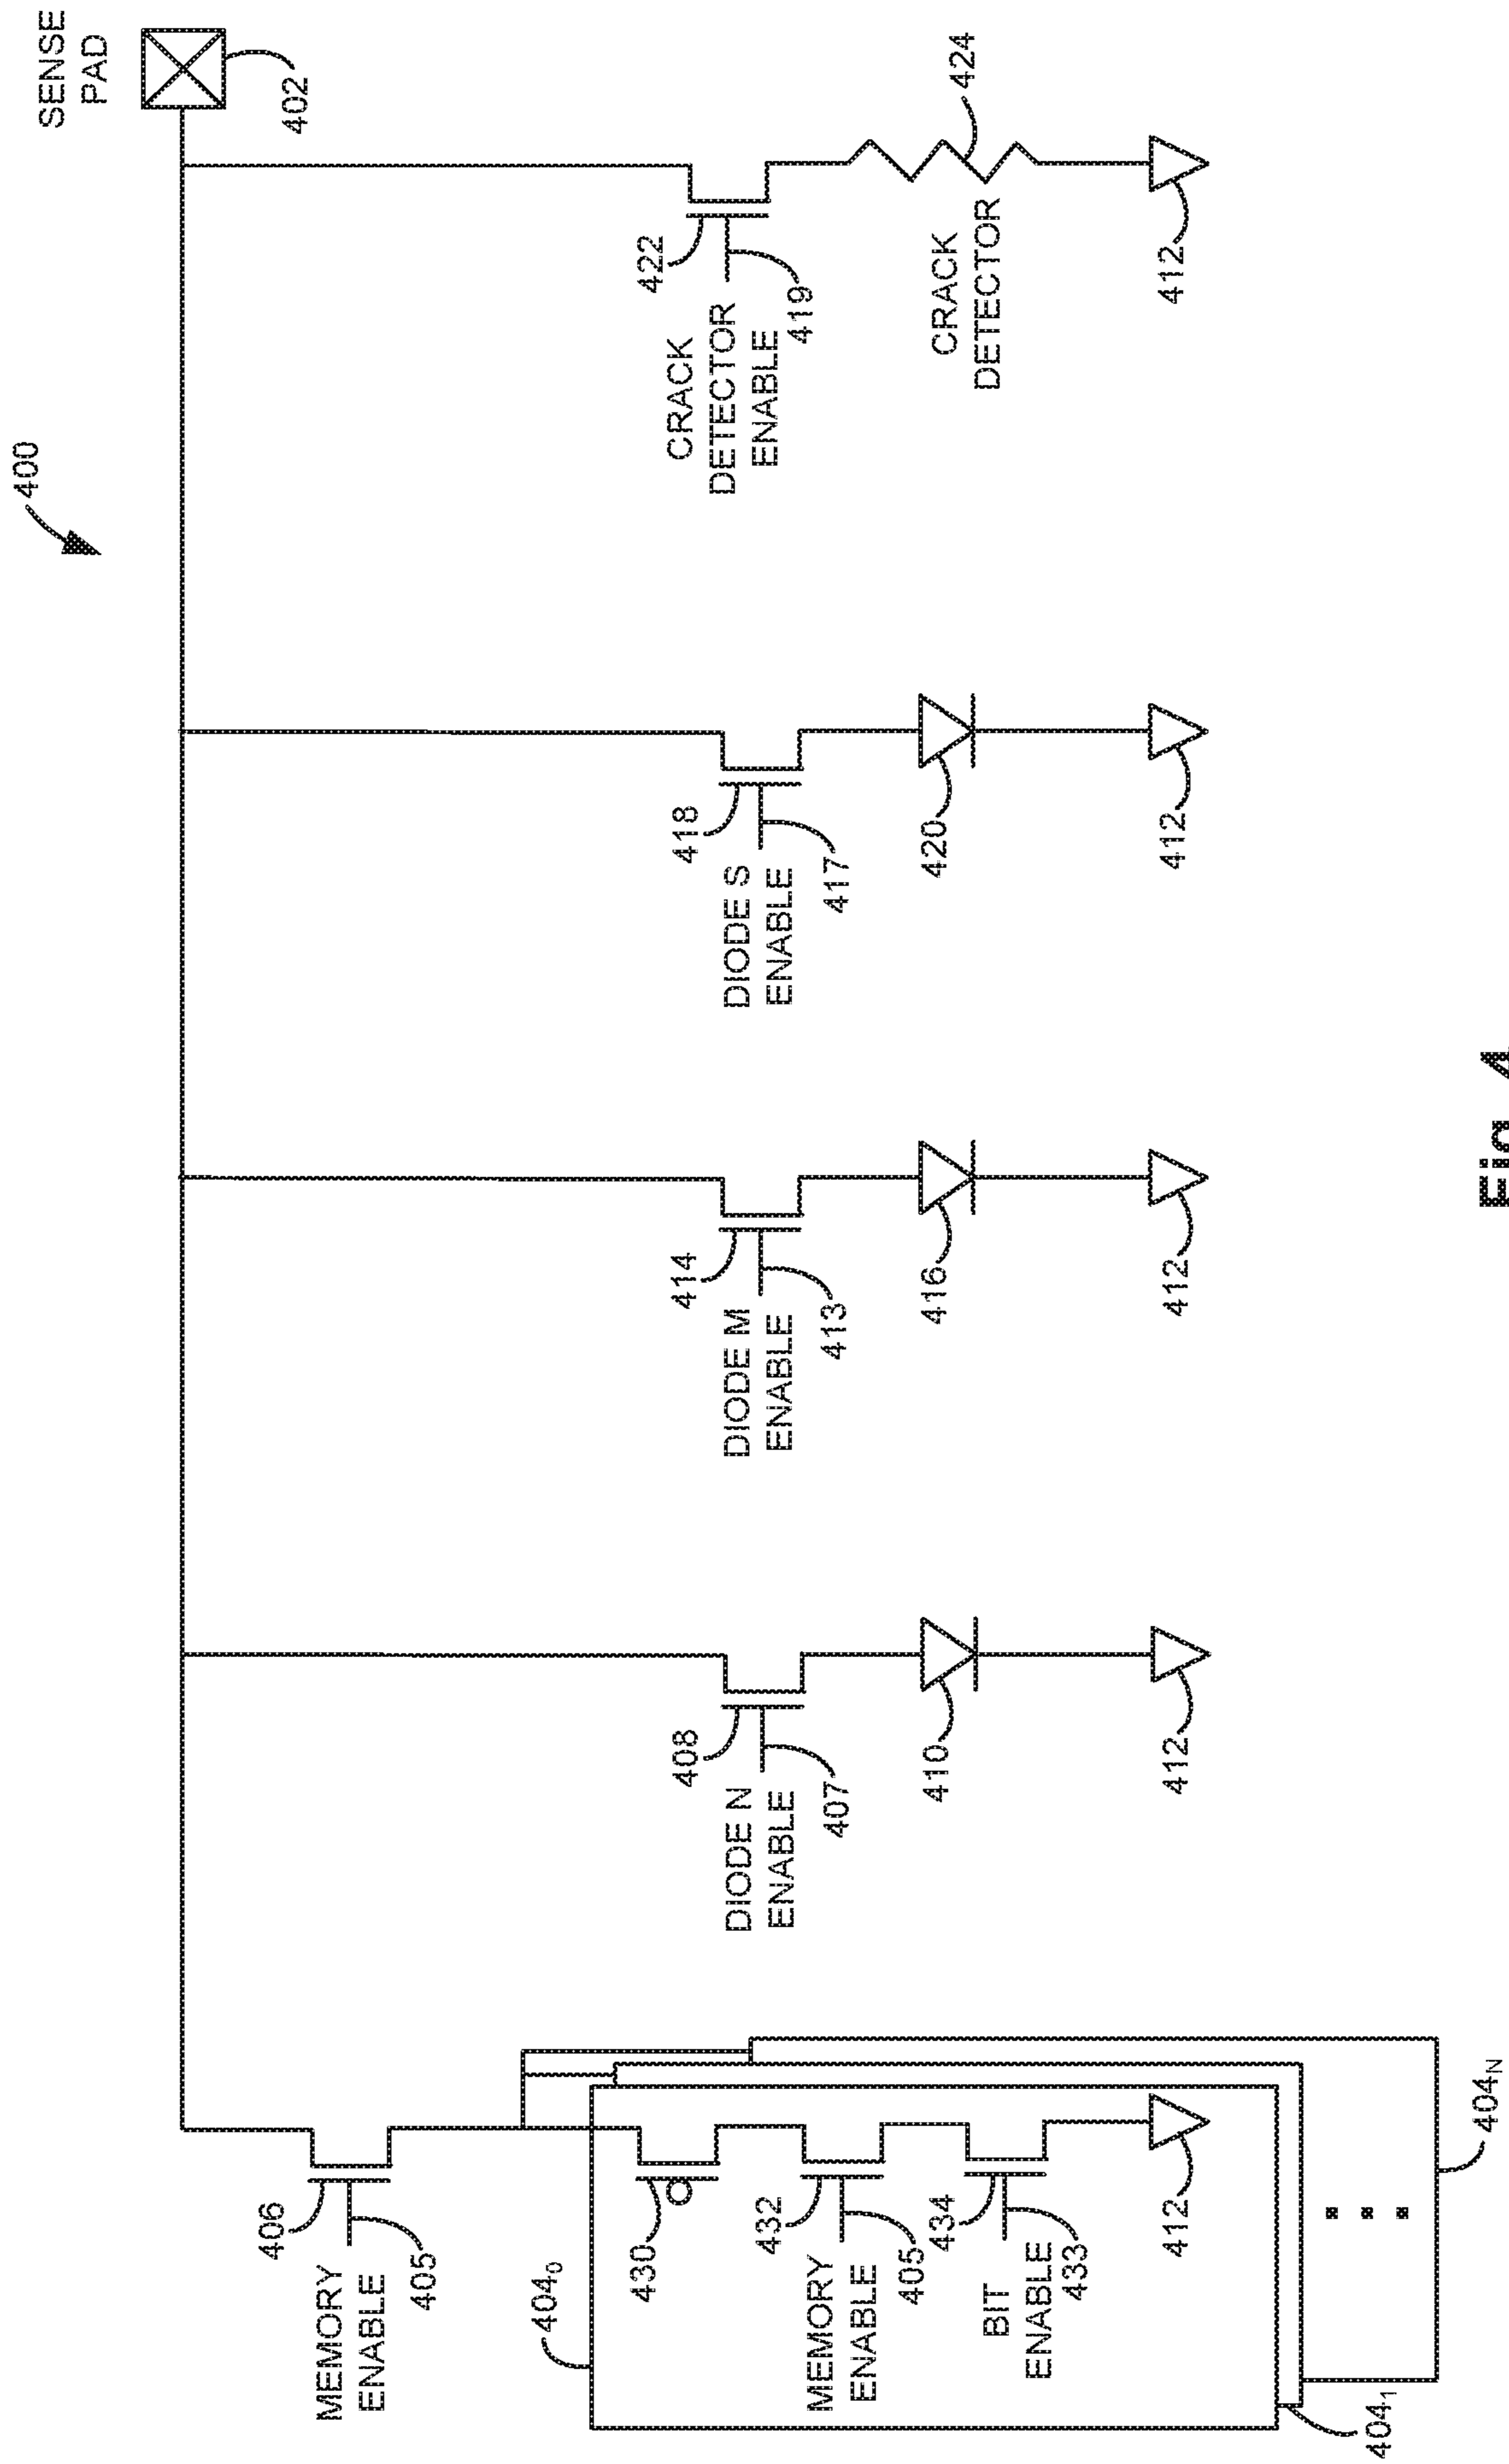 400
SENSE
PAD
402
MEMORY
ENABLE
406
405
404₀
430
432
MEMORY
ENABLE
405
434
BIT
ENABLE
433
412
404₁
404N
408
DIODE N
ENABLE
407
410
412
414
DIODE M
ENABLE
413
416
412
418
DIODE S
ENABLE
417
420
412
422
CRACK
DETECTOR
ENABLE
419
424
CRACK
DETECTOR
412
Fig. 4